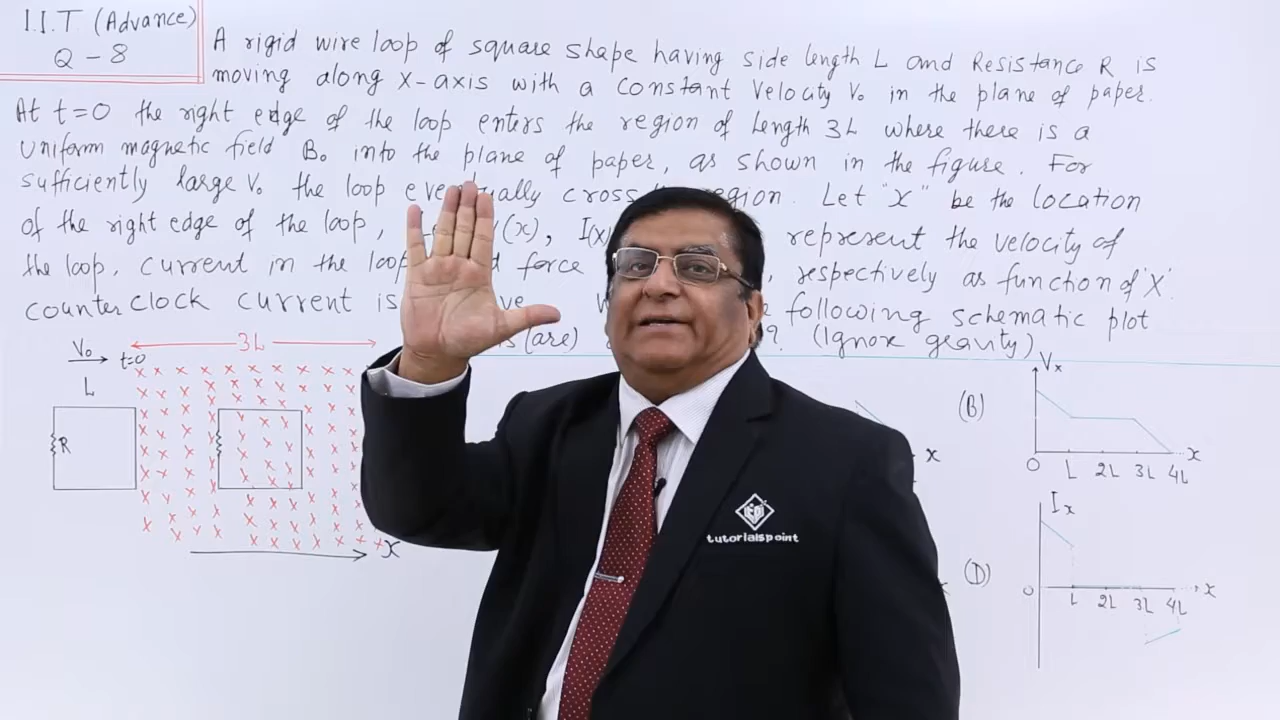 I.I.T (Advance)
Q - 8
A rigid wire loop of square shape having side length L and Resistance R is
moving along x-axis with a constant velocity V₀ in the plane of paper.
At t=0 the right edge of the loop enters the region of length 3L where there is a
uniform magnetic field B₀ into the plane of paper, as shown in the figure. For
sufficiently large V₀ the loop eventually cross region. Let "x" be the location
of the right edge of the loop, (x), I(x) represent the velocity of
the loop, current in the loop force respectively as function of 'x'.
counter clock current is following schematic plot
is(are) ? (Ignore gravity)
V₀
t=0
3L
L
R
x
x
(B)
Vₓ
0 L 2L 3L 4L x
(D)
Iₓ
0 L 2L 3L 4L x
tutorialspoint